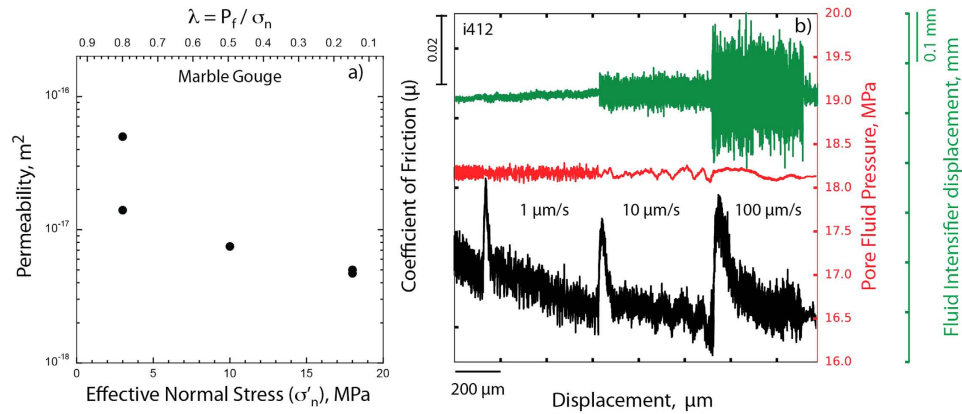 λ = P_f / σ_n
0.9 0.8 0.7 0.6 0.5 0.4 0.3 0.2 0.1
Marble Gouge
a)
10^-16
10^-17
10^-18
Permeability, m^2
0 5 10 15 20
Effective Normal Stress (σ'_n), MPa
i412
b)
0.02
Coefficient of Friction (μ)
1 μm/s
10 μm/s
100 μm/s
200 μm
Displacement, μm
20.0
19.5
19.0
18.5
18.0
17.5
17.0
16.5
16.0
Pore Fluid Pressure, MPa
0.1 mm
Fluid Intensifier displacement, mm